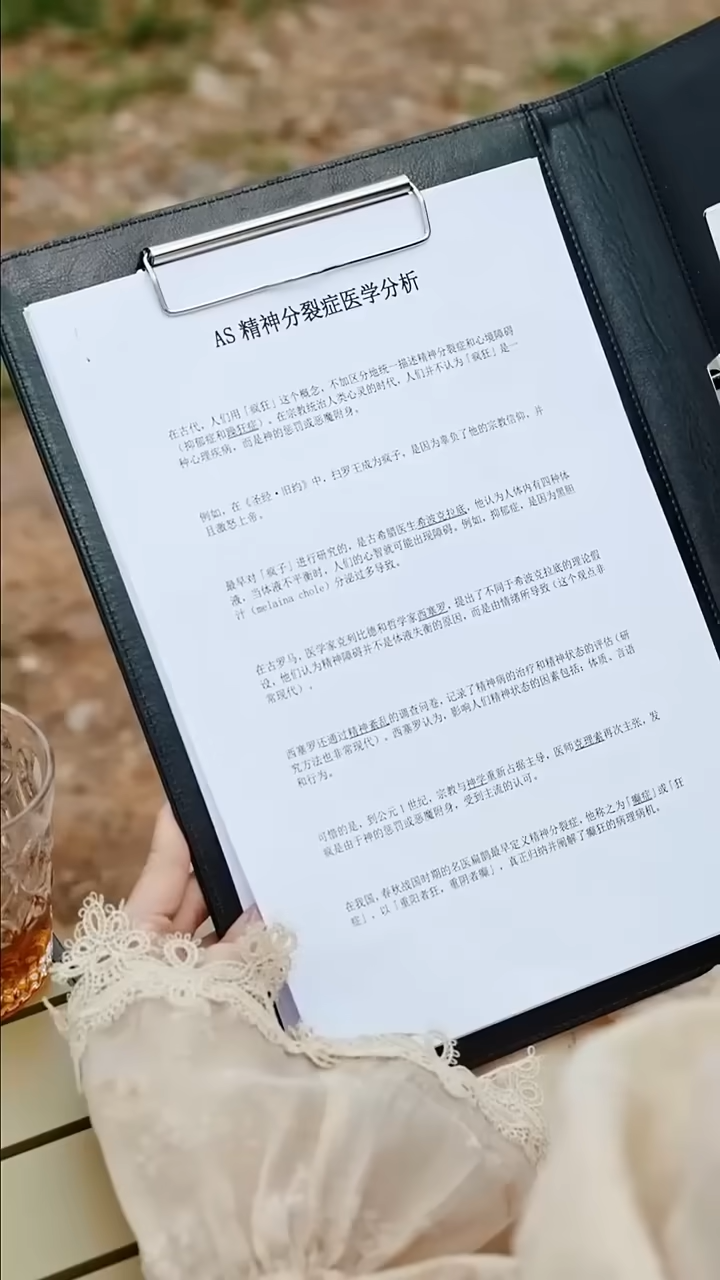 AS 精神分裂症医学分析
在古代，人们用「疯狂」这个概念，不加区分地统一描述精神分裂症和心境障碍
（抑郁症和躁狂症）。在宗教统治人类心灵的时代，人们并不认为「疯狂」是一
种心理疾病，而是神的惩罚或恶魔附身。
例如，在《圣经·旧约》中，扫罗王成为疯子，是因为辜负了他的宗教信仰，并
且激怒上帝。
最早对「疯子」进行研究的，是古希腊医生希波克拉底，他认为人体内有四种体
液，当体液不平衡时，人们的心智就可能出现障碍。例如，抑郁症，是因为黑胆
汁（melaina chole）分泌过多导致。
在古罗马，医学家克列比德和哲学家西塞罗，提出了不同于希波克拉底的理论假
设，他们认为精神障碍并不是体液失衡的原因，而是由情绪所导致（这个观点非
常现代）。
西塞罗还通过精神紊乱的调查问卷，记录了精神病的治疗和精神状态的评估（研
究方法也非常现代）。西塞罗认为，影响人们精神状态的因素包括：体质、言语
和行为。
可惜的是，到公元1世纪，宗教与神学重新占据主导，医师克理索再次主张，发
疯是由于神的惩罚或恶魔附身，受到主流的认可。
在我国，春秋战国时期的名医扁鹊最早定义精神分裂症，他称之为「癫症」或「狂
症」，以「重阳者狂，重阴者癫」，真正归纳并阐解了癫狂的病理病机。